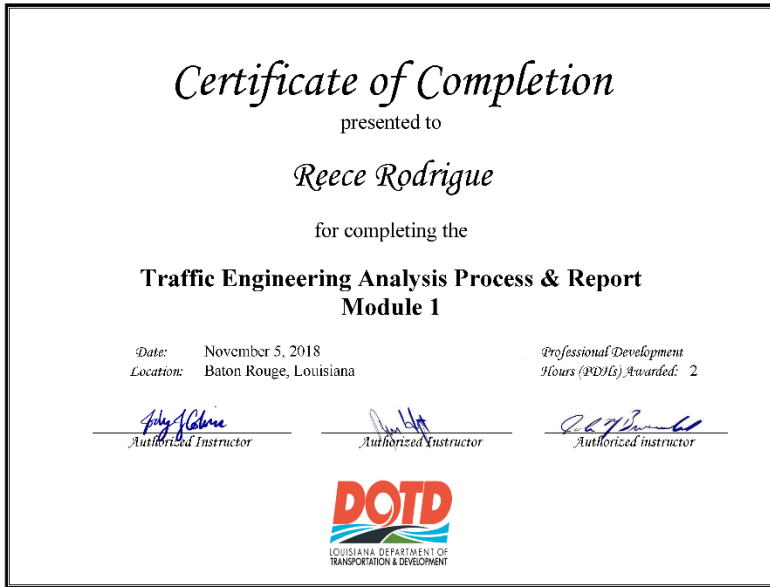 Certificate of Completion
presented to
Reece Rodrigue
for completing the
Traffic Engineering Analysis Process & Report
Module 1
Date: November 5, 2018
Location: Baton Rouge, Louisiana
Professional Development
Hours (PDHs) Awarded: 2
Authorized Instructor
Authorized Instructor
Authorized instructor
DOTD
LOUISIANA DEPARTMENT OF
TRANSPORTATION & DEVELOPMENT